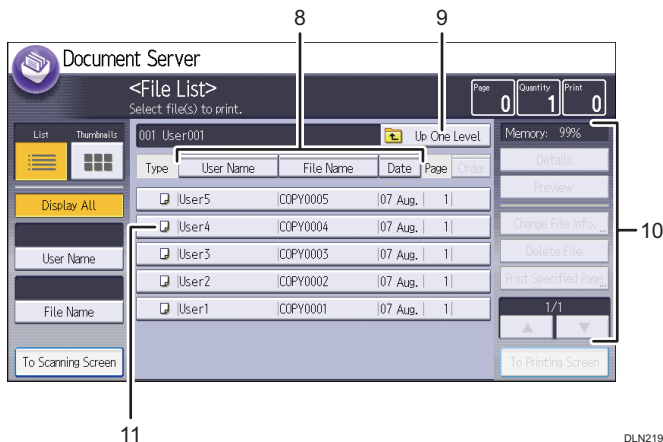 8
9
Document Server
<File List>
Select file(s) to print.
Page
0
Quantity
1
Print
0
List
Thumbnails
001 User001
Up One Level
Memory: 99%
Type
User Name
File Name
Date
Page
Order
Details
Preview
Display All
User5 COPY0005 07 Aug. 1
User4 COPY0004 07 Aug. 1
User3 COPY0003 07 Aug. 1
User2 COPY0002 07 Aug. 1
User1 COPY0001 07 Aug. 1
Change File Info.
Delete File
Print Specified Page
User Name
File Name
1/1
To Scanning Screen
To Printing Screen
10
11
DLN219